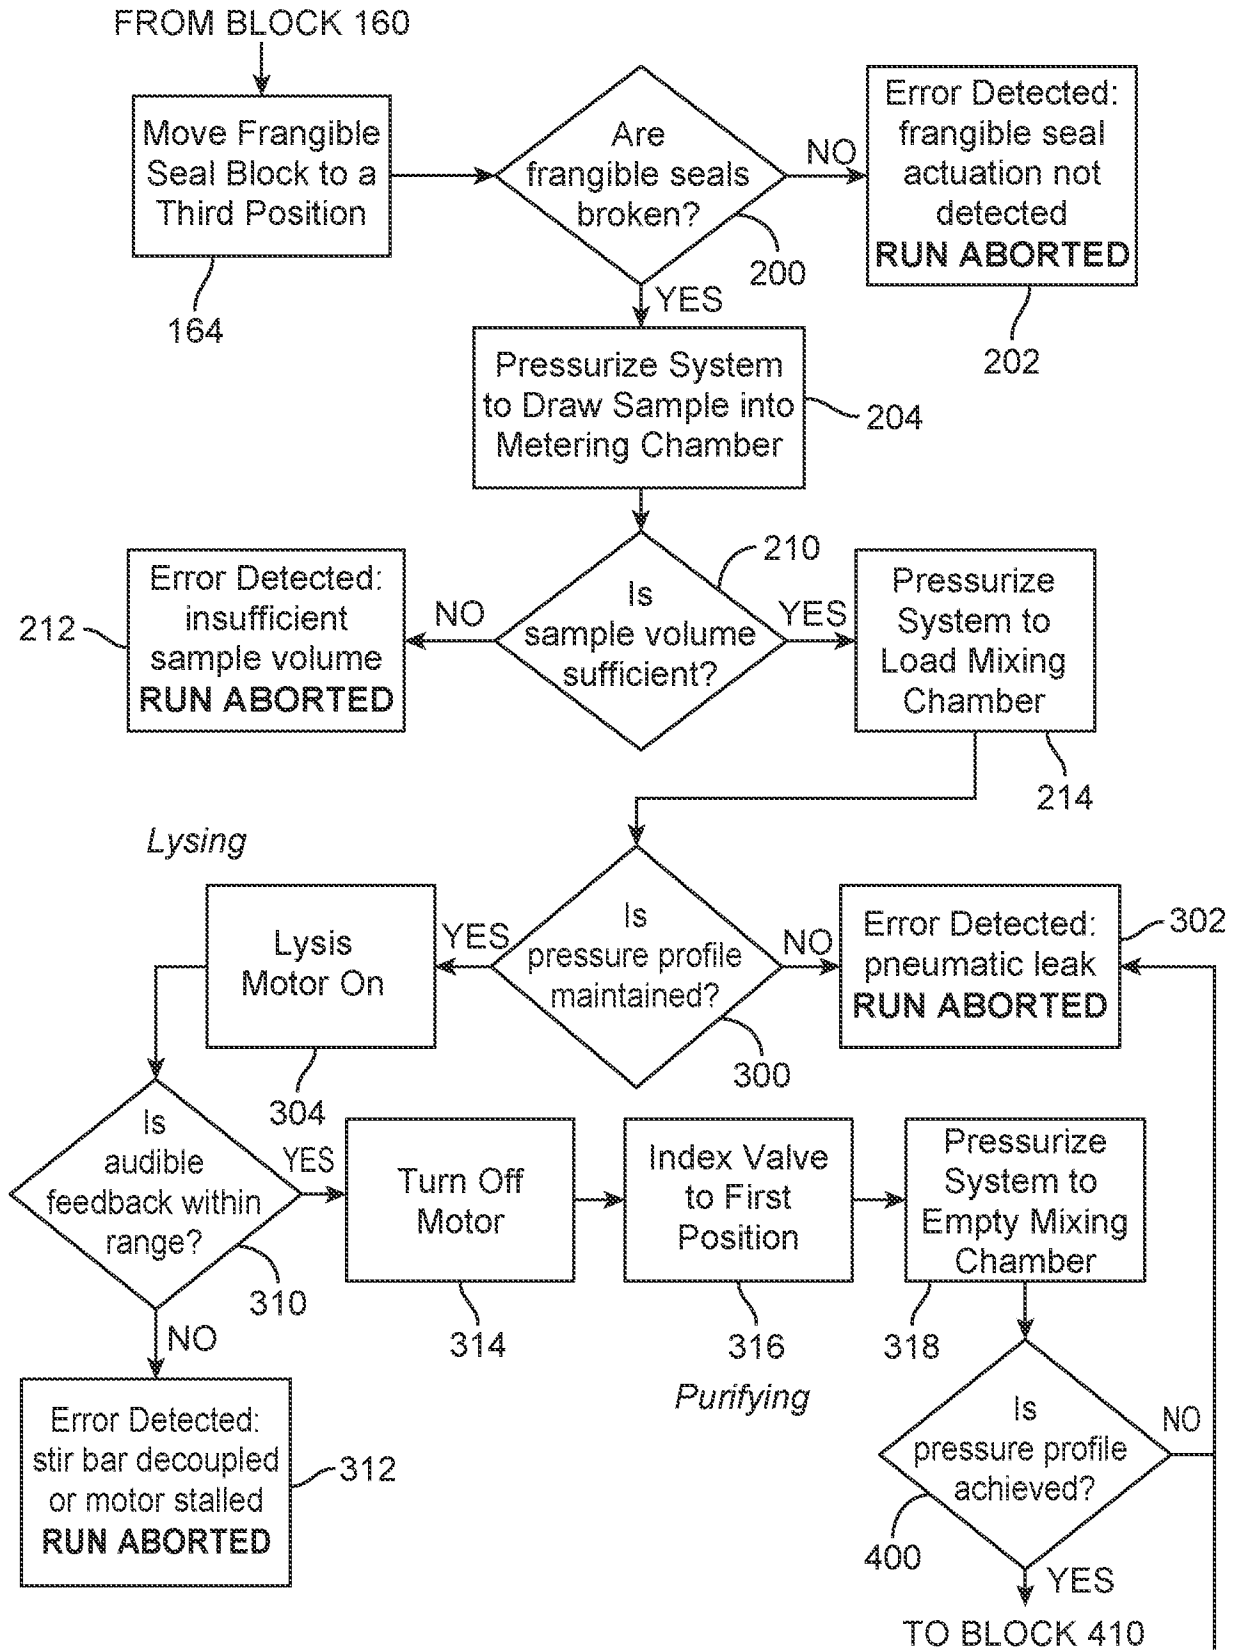 FROM BLOCK 160
Move Frangible
Seal Block to a
Third Position
164
Are
frangible seals
broken?
200
NO
Error Detected:
frangible seal
actuation not
detected
RUN ABORTED
202
YES
Pressurize System
to Draw Sample into
Metering Chamber
204
Is
sample volume
sufficient?
210
NO
Error Detected:
insufficient
sample volume
RUN ABORTED
212
YES
Pressurize
System to
Load Mixing
Chamber
214
Lysing
Is
pressure profile
maintained?
300
NO
Error Detected:
pneumatic leak
RUN ABORTED
302
YES
Lysis
Motor On
304
Is
audible
feedback within
range?
310
NO
Error Detected:
stir bar decoupled
or motor stalled
RUN ABORTED
312
YES
Turn Off
Motor
314
Index Valve
to First
Position
316
Pressurize
System to
Empty Mixing
Chamber
318
Purifying
Is
pressure profile
achieved?
400
NO
YES
TO BLOCK 410